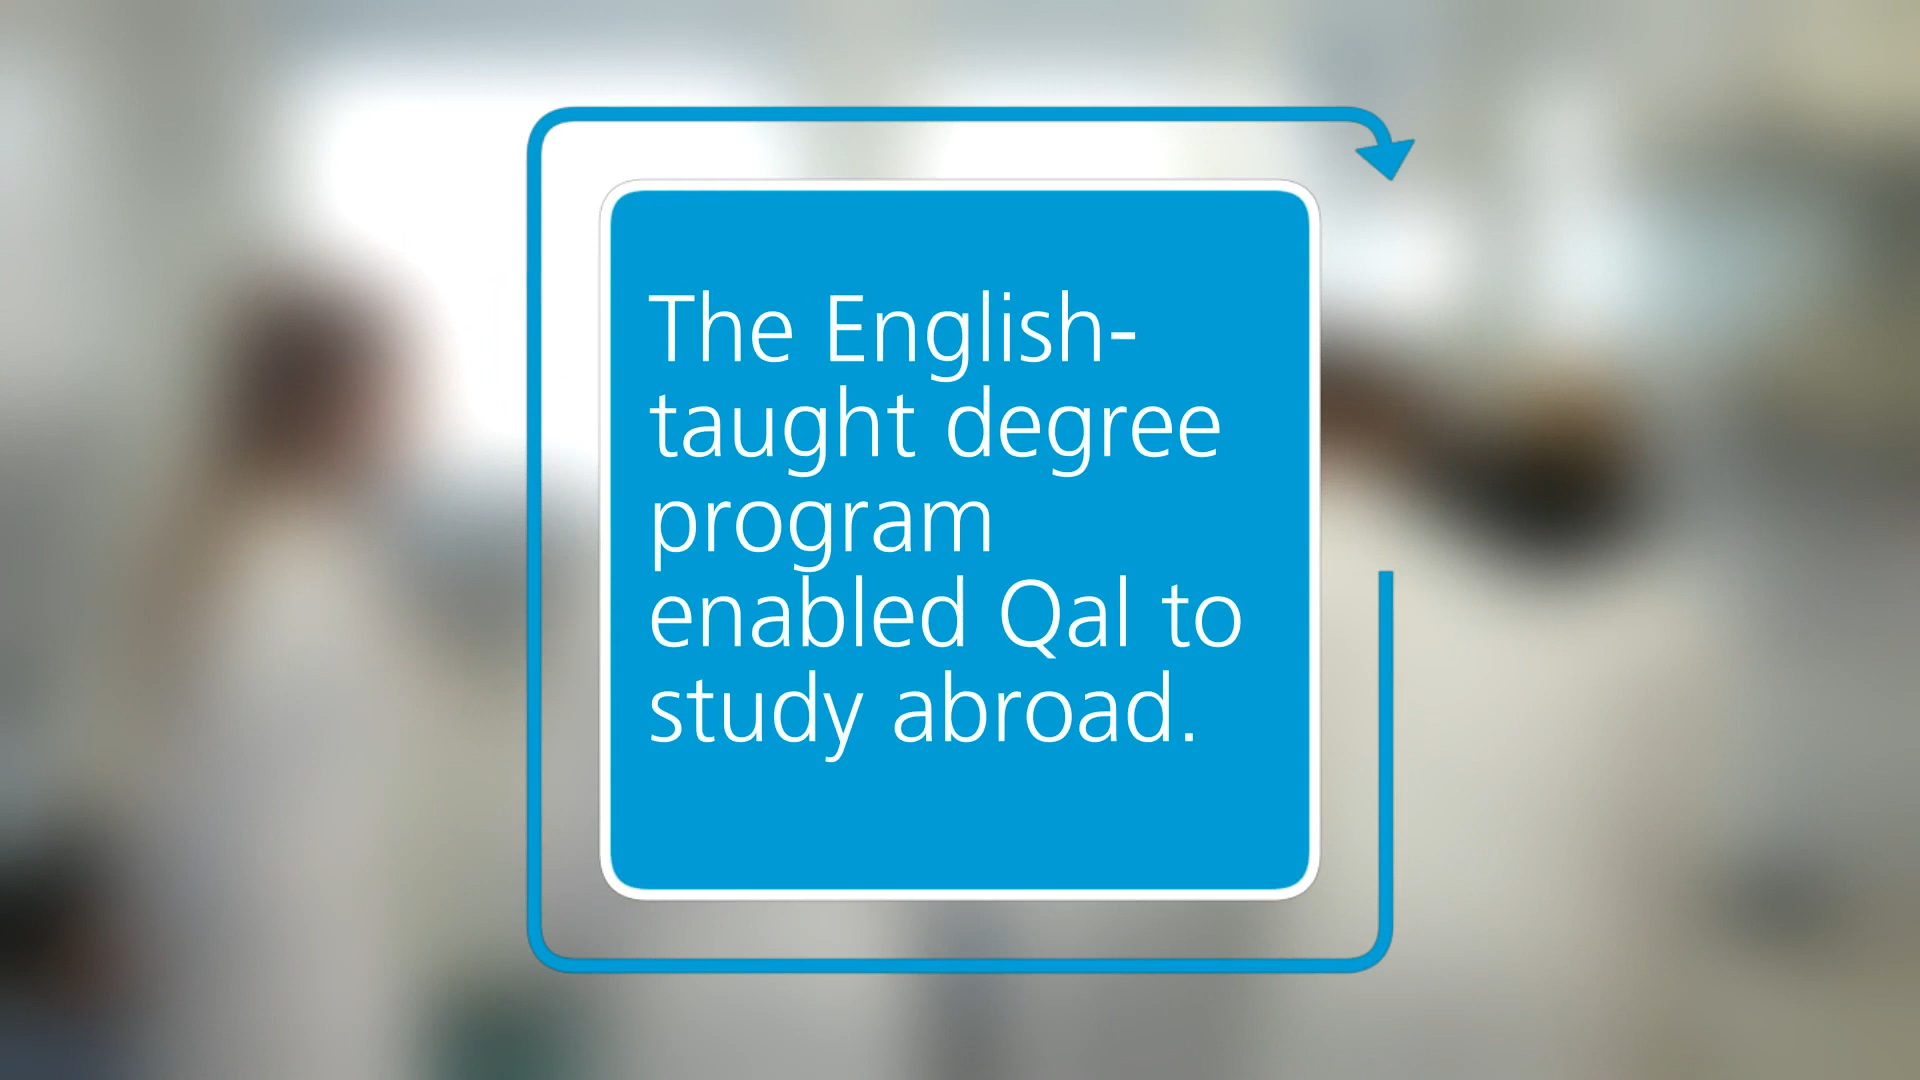 The English-
taught degree
program
enabled Qal to
study abroad.